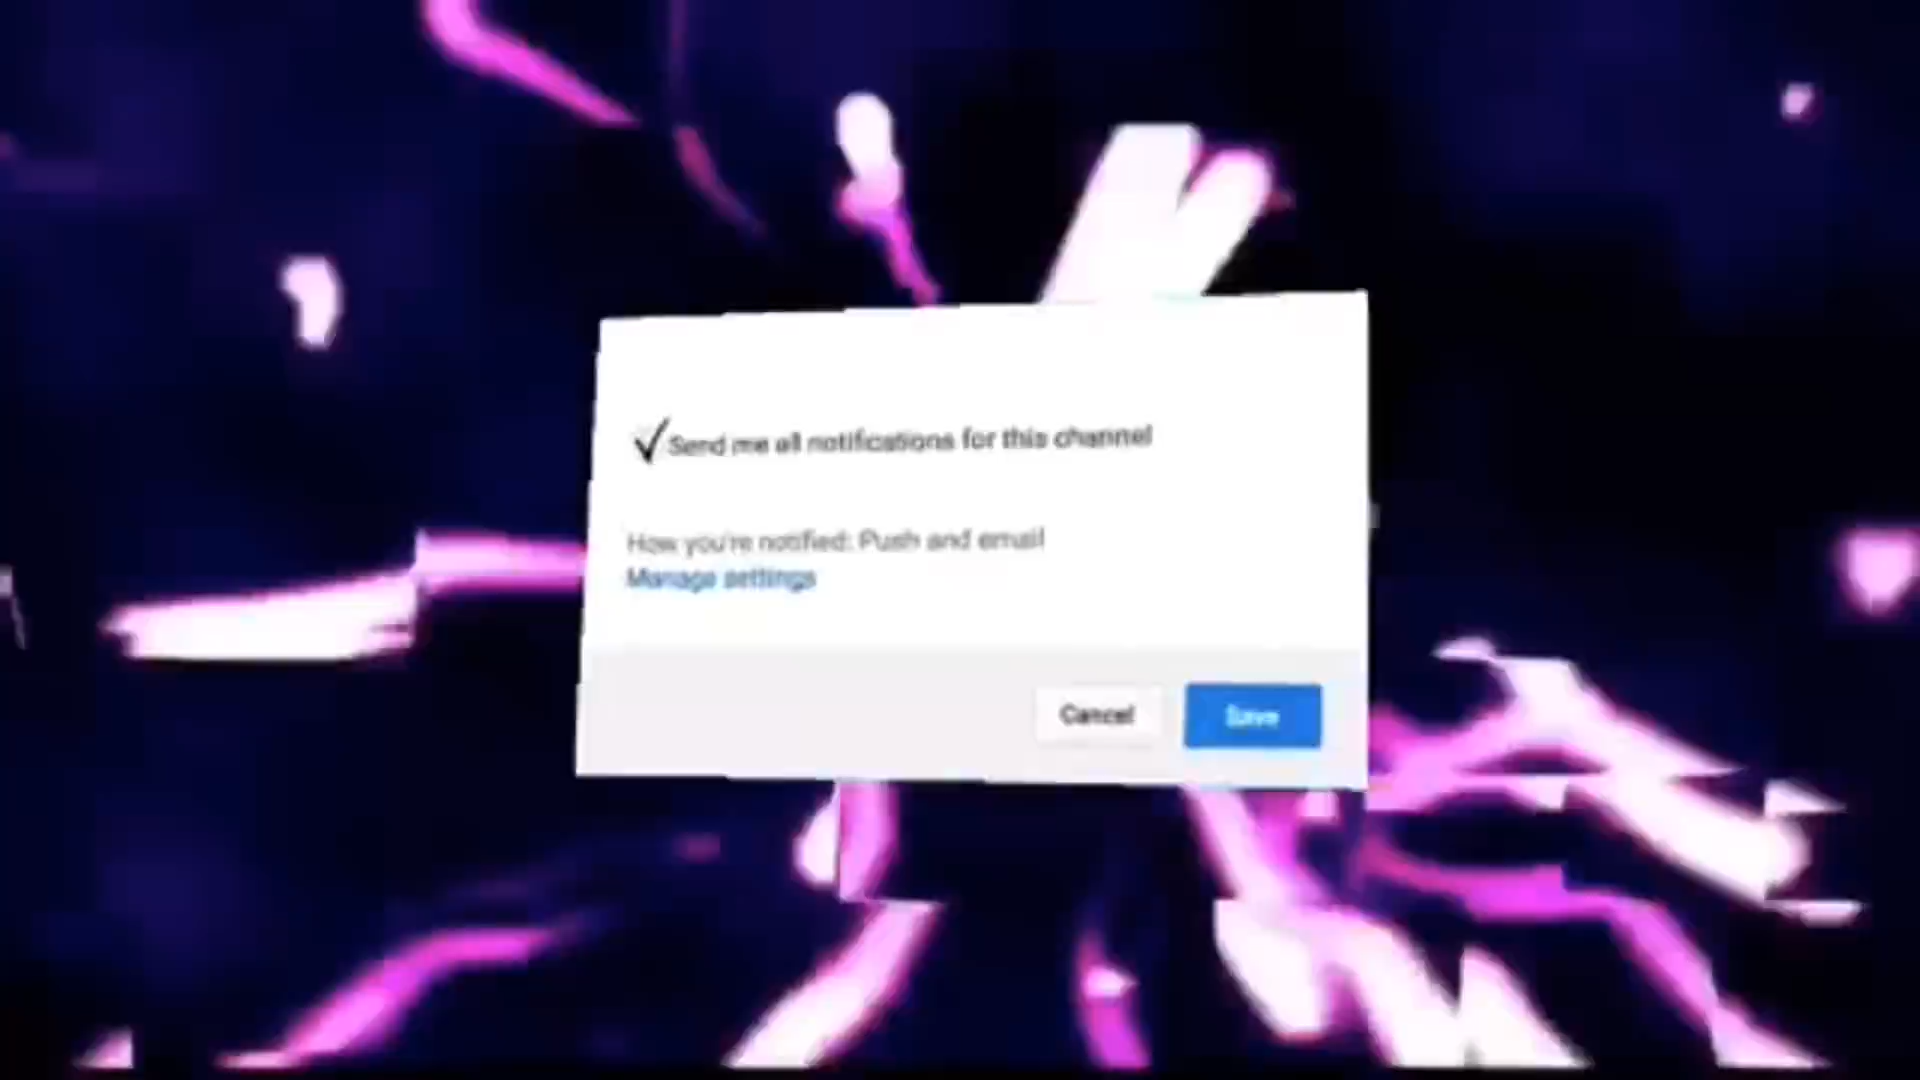 Send me all notifications for this channel
How you're notified: Push and email
Manage settings
Cancel
Save